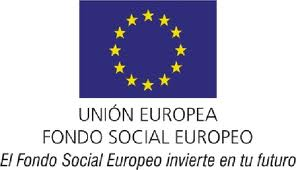 UNIÓN EUROPEA
FONDO SOCIAL EUROPEO
El Fondo Social Europeo invierte en tu futuro